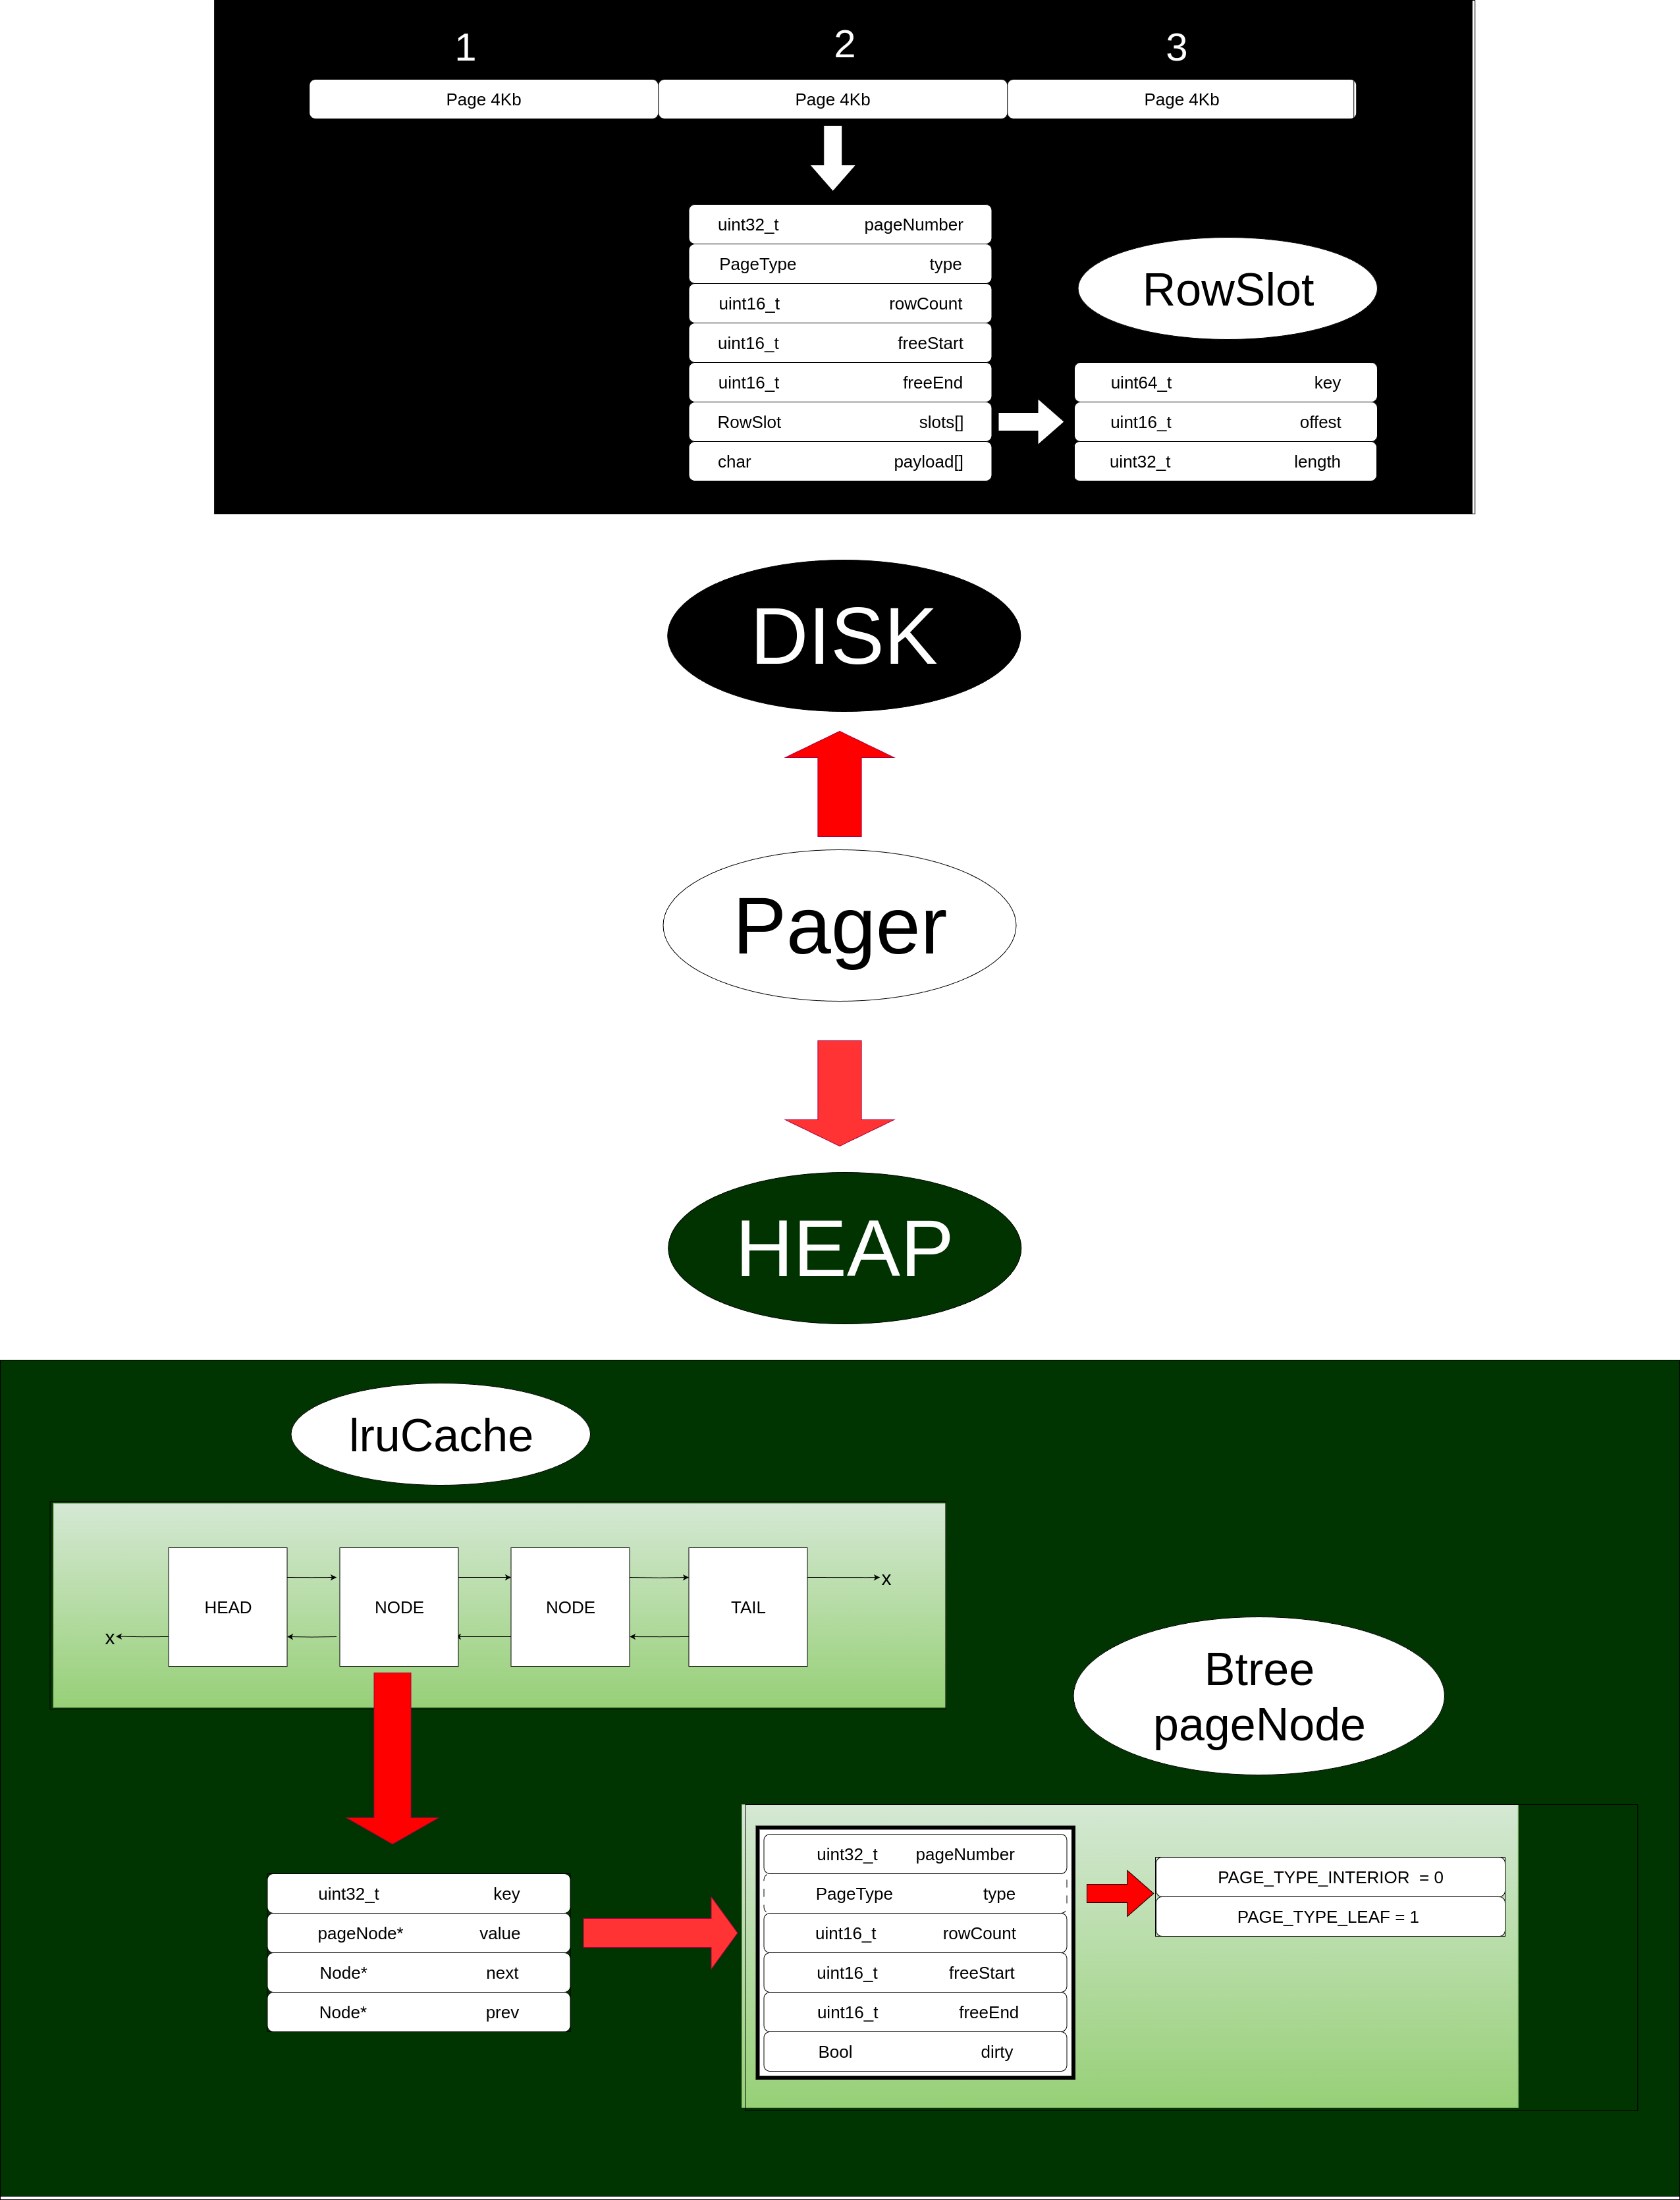 1 2 3
Page 4Kb Page 4Kb Page 4Kb
uint32_t pageNumber
PageType type
uint16_t rowCount
uint16_t freeStart
uint16_t freeEnd
RowSlot slots[]
char payload[]
RowSlot
uint64_t key
uint16_t offest
uint32_t length
DISK
Pager
HEAP
lruCache
HEAD NODE NODE TAIL x
x
Btree
pageNode
uint32_t key
pageNode* value
Node* next
Node* prev
uint32_t pageNumber
PageType type
uint16_t rowCount
uint16_t freeStart
uint16_t freeEnd
Bool dirty
PAGE_TYPE_INTERIOR = 0
PAGE_TYPE_LEAF = 1